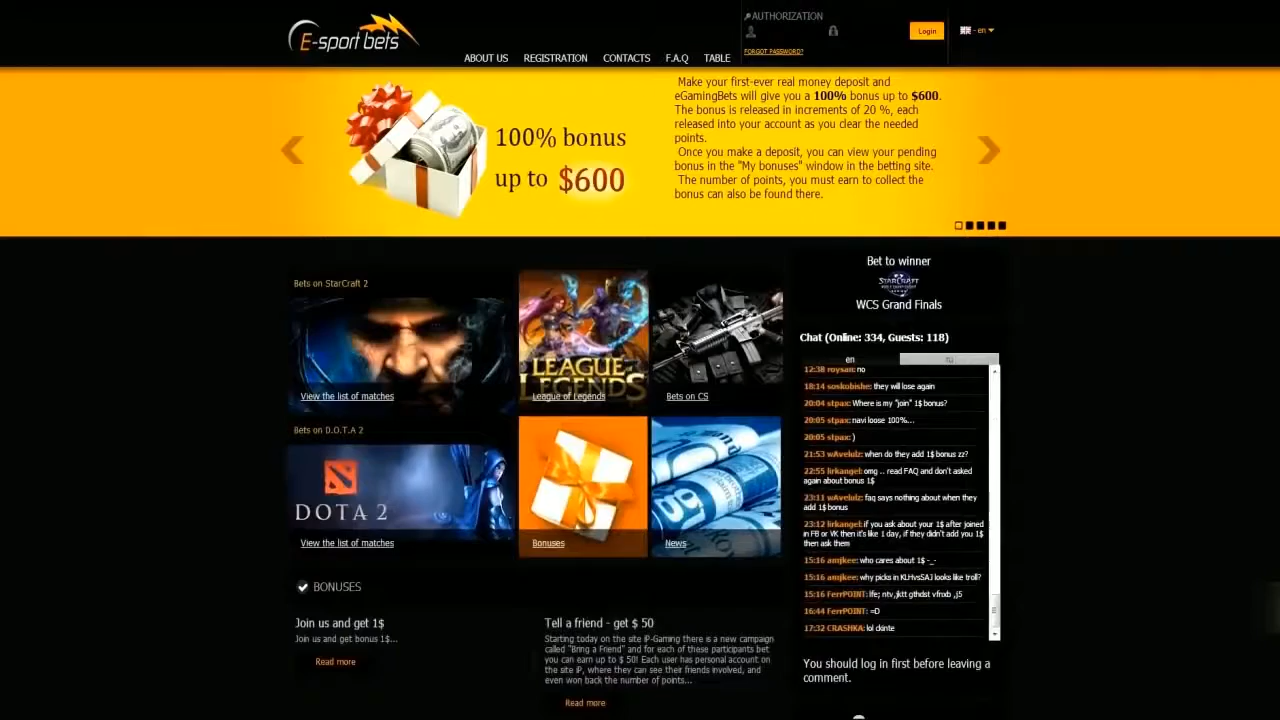 E-sport bets
AUTHORIZATION
Login
- en
FORGOT PASSWORD?
ABOUT US
REGISTRATION
CONTACTS
F.A.Q
TABLE
100% bonus
up to $600
Make your first-ever real money deposit and
eGamingBets will give you a 100% bonus up to $600.
The bonus is released in increments of 20 %, each
released into your account as you clear the needed
points.
Once you make a deposit, you can view your pending
bonus in the "My bonuses" window in the betting site.
The number of points, you must earn to collect the
bonus can also be found there.
Bets on StarCraft 2
View the list of matches
LEAGUE
LEGENDS
League of Legends
Bets on CS
Bets on D.O.T.A 2
DOTA 2
View the list of matches
Bonuses
News
BONUSES
Join us and get 1$
Join us and get bonus 1$...
Read more
Tell a friend - get $ 50
Starting today on the site iP-Gaming there is a new campaign
called "Bring a Friend" and for each of these participants bet
you can earn up to $ 50! Each user has personal account on
the site iP, where they can see their friends involved, and
even won back the number of points...
Read more
Bet to winner
STARCRAFT
WCS Grand Finals
Chat (Online: 334, Guests: 118)
en
ru
12:38 roysan: no
18:14 soskobishe: they will lose again
20:04 stpax: Where is my "join" 1$ bonus?
20:05 stpax: navi loose 100%...
20:05 stpax: )
21:53 wAvelulz: when do they add 1$ bonus zz?
22:55 lirkangel: omg .. read FAQ and don't asked
again about bonus 1$
23:11 wAvelulz: faq says nothing about when they
add 1$ bonus
23:12 lirkangel: if you ask about your 1$ after joined
in FB or VK then it's like 1 day, if they didn't add you 1$
then ask them
15:16 amjkee: who cares about 1$ -_-
15:16 amjkee: why picks in KLHvsSAJ looks like troll?
15:16 FerrPOINT: lfe; ntv,jktt gthdst vfnxb ,j5
16:44 FerrPOINT: =D
17:32 CRASHKA: lol ckinte
You should log in first before leaving a
comment.